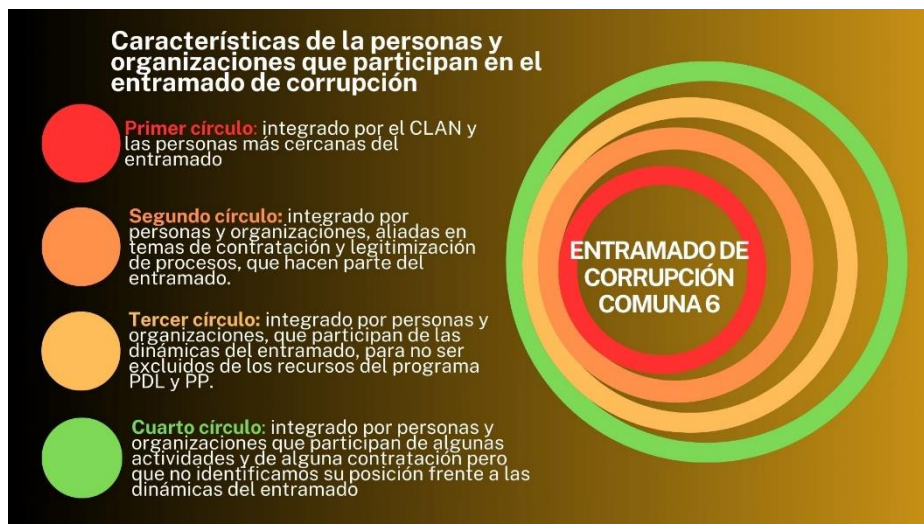 Características de la personas y
organizaciones que participan en el
entramado de corrupción
Primer círculo: integrado por el CLAN y
las personas más cercanas del
entramado
Segundo círculo: integrado por
personas y organizaciones, aliadas en
temas de contratación y legitimización
de procesos, que hacen parte del
entramado.
Tercer círculo: integrado por personas y
organizaciones, que participan de las
dinámicas del entramado, para no ser
excluidos de los recursos del programa
PDL y PP.
Cuarto círculo: integrado por personas y
organizaciones que participan de algunas
actividades y de alguna contratación pero
que no identificamos su posición frente a las
dinámicas del entramado
ENTRAMADO DE
CORRUPCIÓN
COMUNA 6